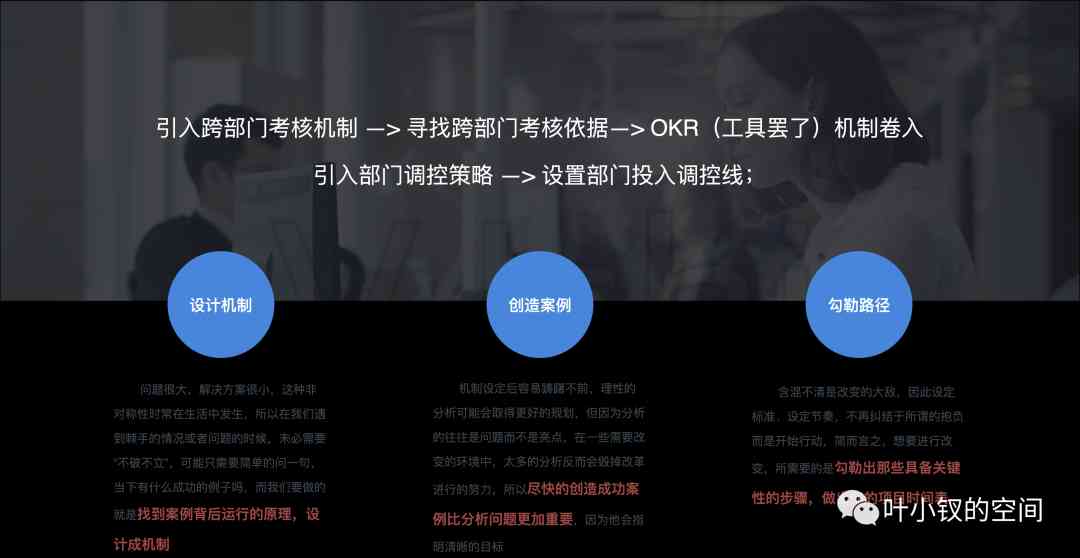 引入跨部门考核机制 —> 寻找跨部门考核依据—> OKR（工具罢了）机制卷入
引入部门调控策略 —> 设置部门投入调控线；
设计机制
问题很大，解决方案很小，这种非
对称性时常在生活中发生，所以在我们遇
到棘手的情况或者问题的时候，未必需要
“不破不立”，可能只需要简单的问一句，
当下有什么成功的例子吗，而我们要做的
就是找到案例背后运行的原理，设
计成机制
创造案例
机制设定后容易踌躇不前，理性的
分析可能会取得更好的规划，但因为分析
的往往是问题而不是亮点，在一些需要改
变的环境中，太多的分析反而会毁掉改革
进行的努力，所以尽快的创造成功案
例比分析问题更加重要，因为他会指
明清晰的目标
勾勒路径
含混不清是改变的大敌，因此设定
标准、设定节奏，不再纠结于所谓的抱负
而是开始行动，简而言之，想要进行改
变，所需要的是勾勒出那些具备关键
性的步骤，做 的项目时间表
叶小钗的空间